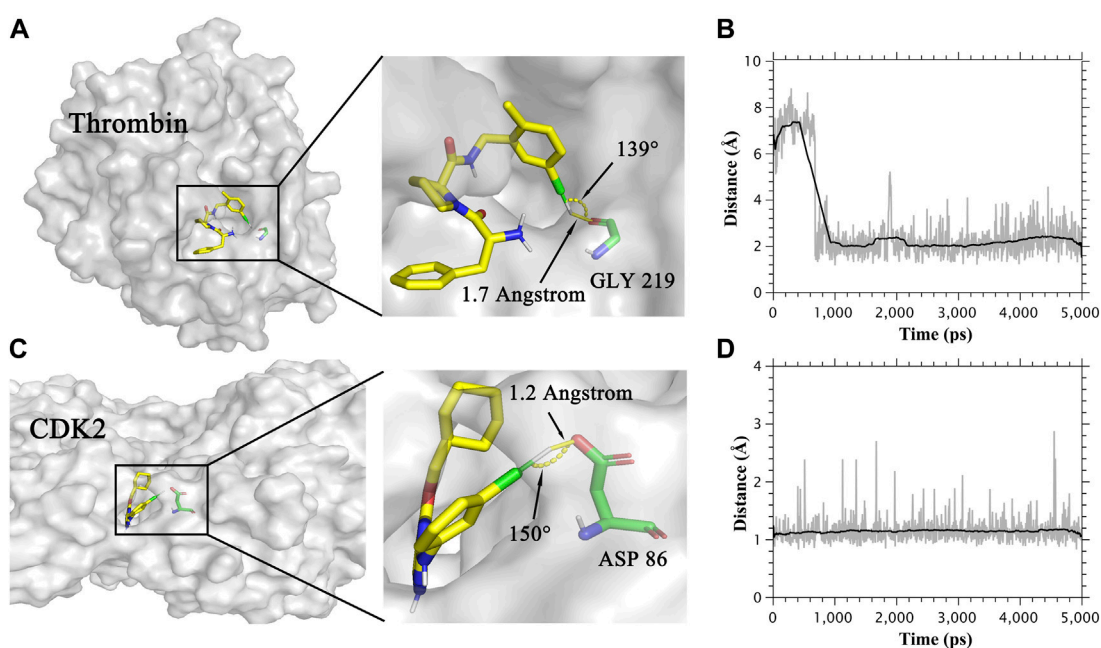 A
Thrombin
139°
GLY 219
1.7 Angstrom
B
10
8
6
4
2
0
Distance (Å)
0 1,000 2,000 3,000 4,000 5,000
Time (ps)
C
CDK2
1.2 Angstrom
150°
ASP 86
D
4
3
2
1
0
Distance (Å)
0 1,000 2,000 3,000 4,000 5,000
Time (ps)